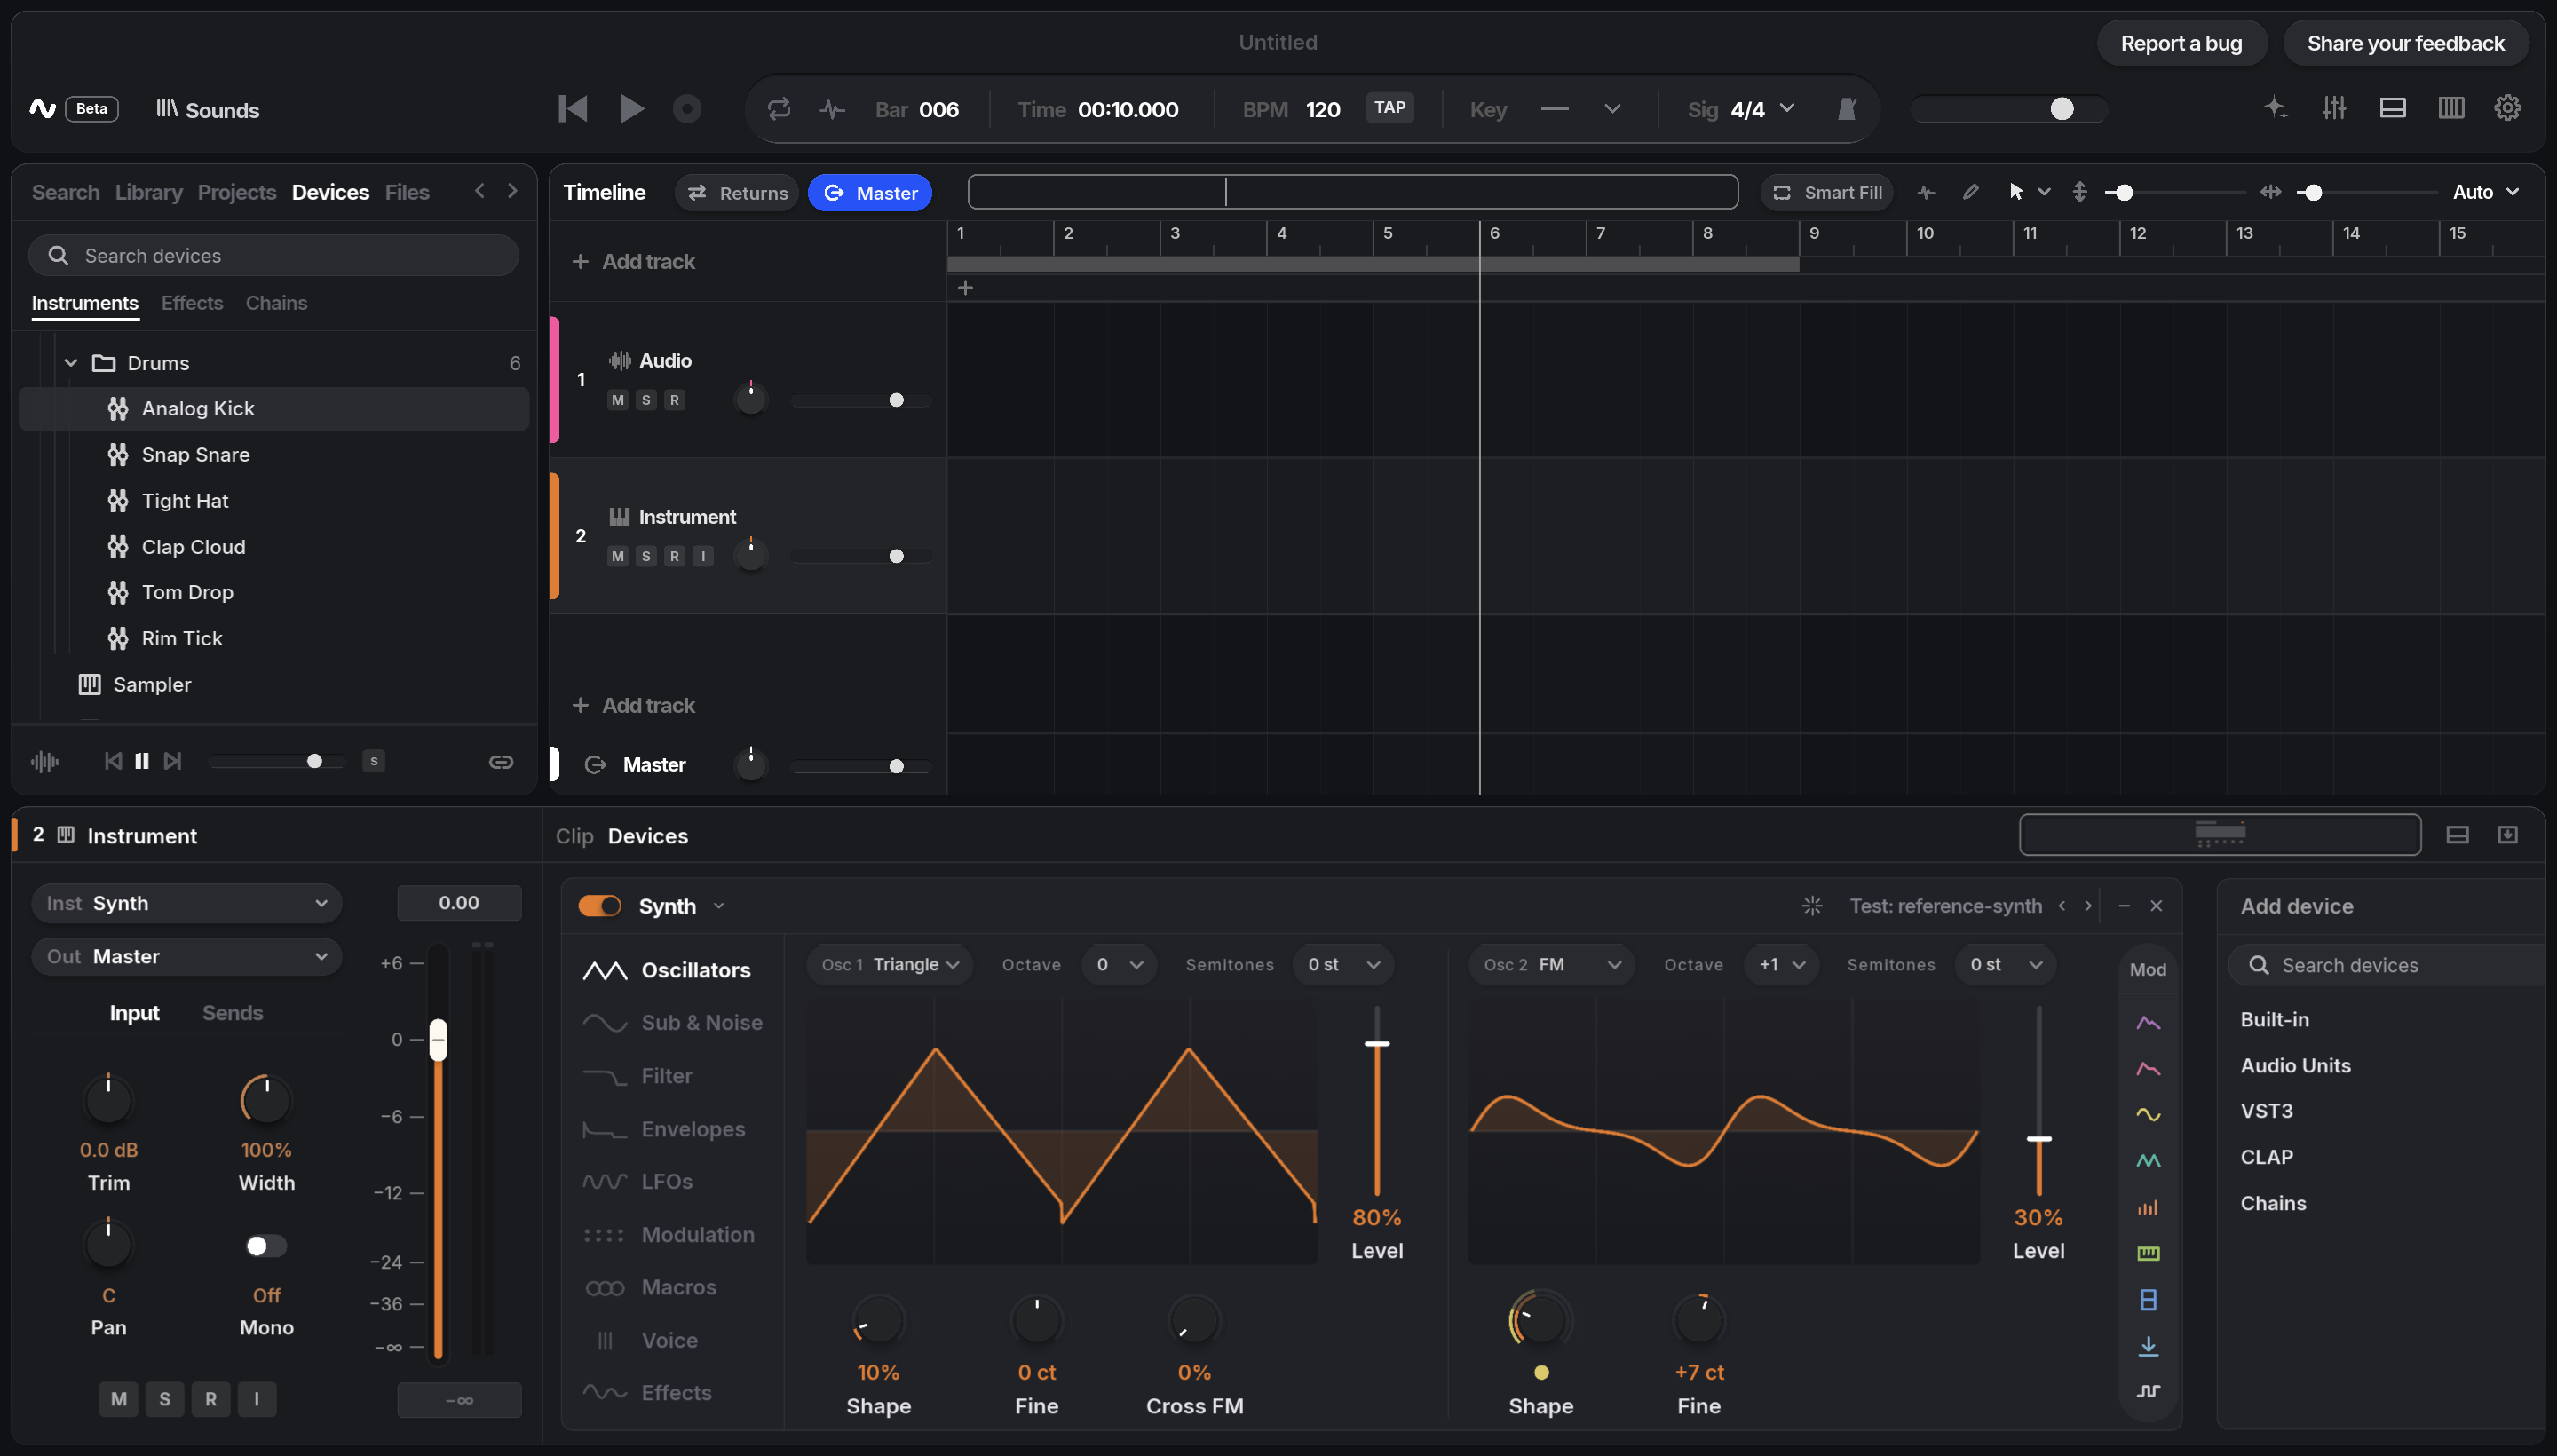 Untitled
Report a bug
Share your feedback
Beta
Sounds
Bar 006
Time 00:10.000
BPM 120 TAP
Key —
Sig 4/4
Search Library Projects Devices Files
Timeline
Returns
Master
Smart Fill
Auto
Search devices
Instruments Effects Chains
Drums 6
Analog Kick
Snap Snare
Tight Hat
Clap Cloud
Tom Drop
Rim Tick
Sampler
S
Add track
1 2 3 4 5 6 7 8 9 10 11 12 13 14 15
1 Audio
M S R
2 Instrument
M S R I
Add track
Master
2 Instrument
Clip Devices
Inst Synth
0.00
Out Master
Input Sends
0.0 dB
Trim
100%
Width
C
Pan
Off
Mono
M S R I
+6
0
−6
−12
−24
−36
−∞
−∞
Synth
Test: reference-synth
Oscillators
Sub & Noise
Filter
Envelopes
LFOs
Modulation
Macros
Voice
Effects
Osc 1 Triangle
Octave 0
Semitones 0 st
80%
Level
10%
Shape
0 ct
Fine
0%
Cross FM
Osc 2 FM
Octave +1
Semitones 0 st
30%
Level
Shape
+7 ct
Fine
Mod
Add device
Search devices
Built-in
Audio Units
VST3
CLAP
Chains